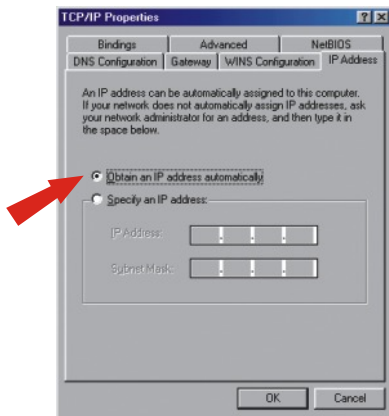 TCP/IP Properties
Bindings Advanced NetBIOS
DNS Configuration Gateway WINS Configuration IP Address
An IP address can be automatically assigned to this computer.
If your network does not automatically assign IP addresses, ask
your network administrator for an address, and then type it in
the space below.
Obtain an IP address automatically
Specify an IP address:
IP Address:
Subnet Mask:
OK Cancel